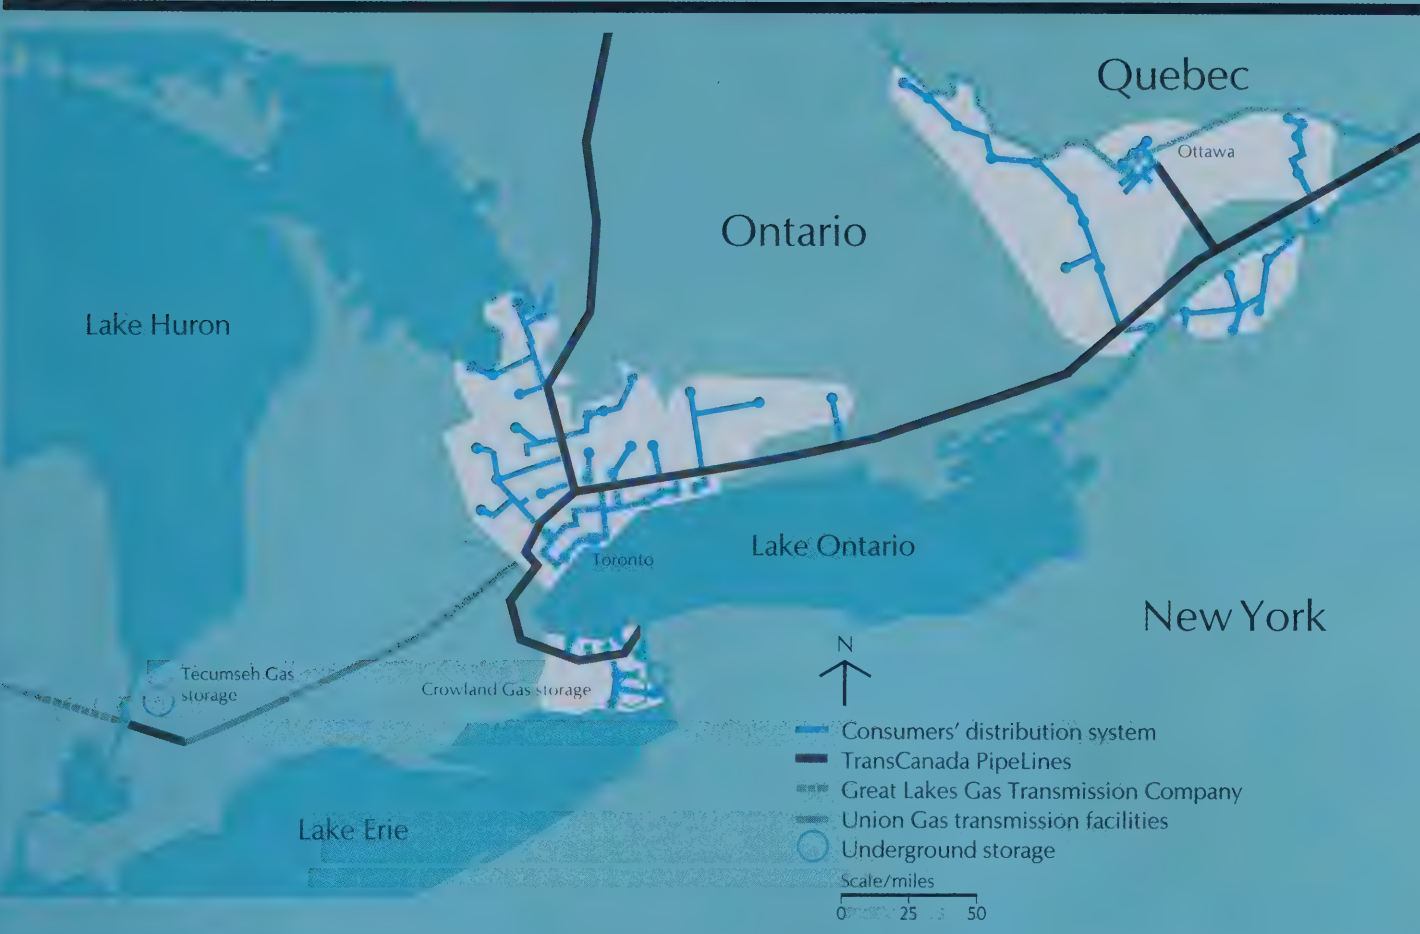 Quebec
Ottawa
Ontario
Lake Huron
Lake Ontario
Toronto
New York
N
Tecumseh Gas
storage
Crowland Gas storage
Consumers' distribution system
TransCanada PipeLines
Great Lakes Gas Transmission Company
Union Gas transmission facilities
Underground storage
Lake Erie
Scale/miles
0 25 50